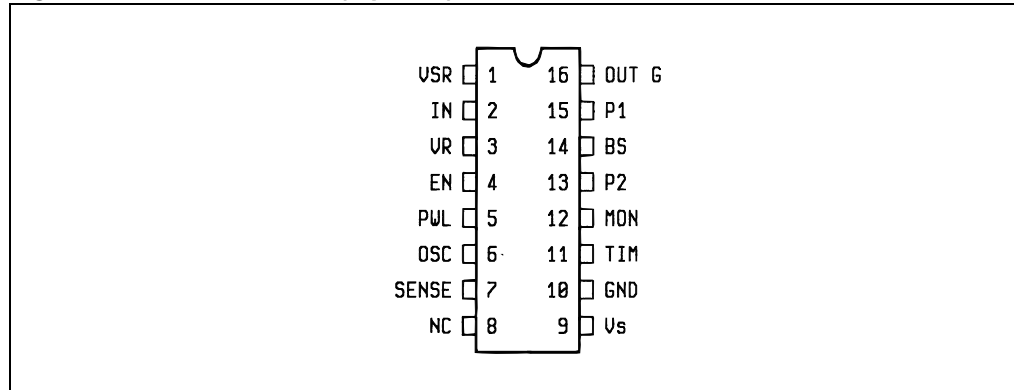 VSR 1 16 OUT G
IN 2 15 P1
VR 3 14 BS
EN 4 13 P2
PWL 5 12 MON
OSC 6 11 TIM
SENSE 7 10 GND
NC 8 9 Vs